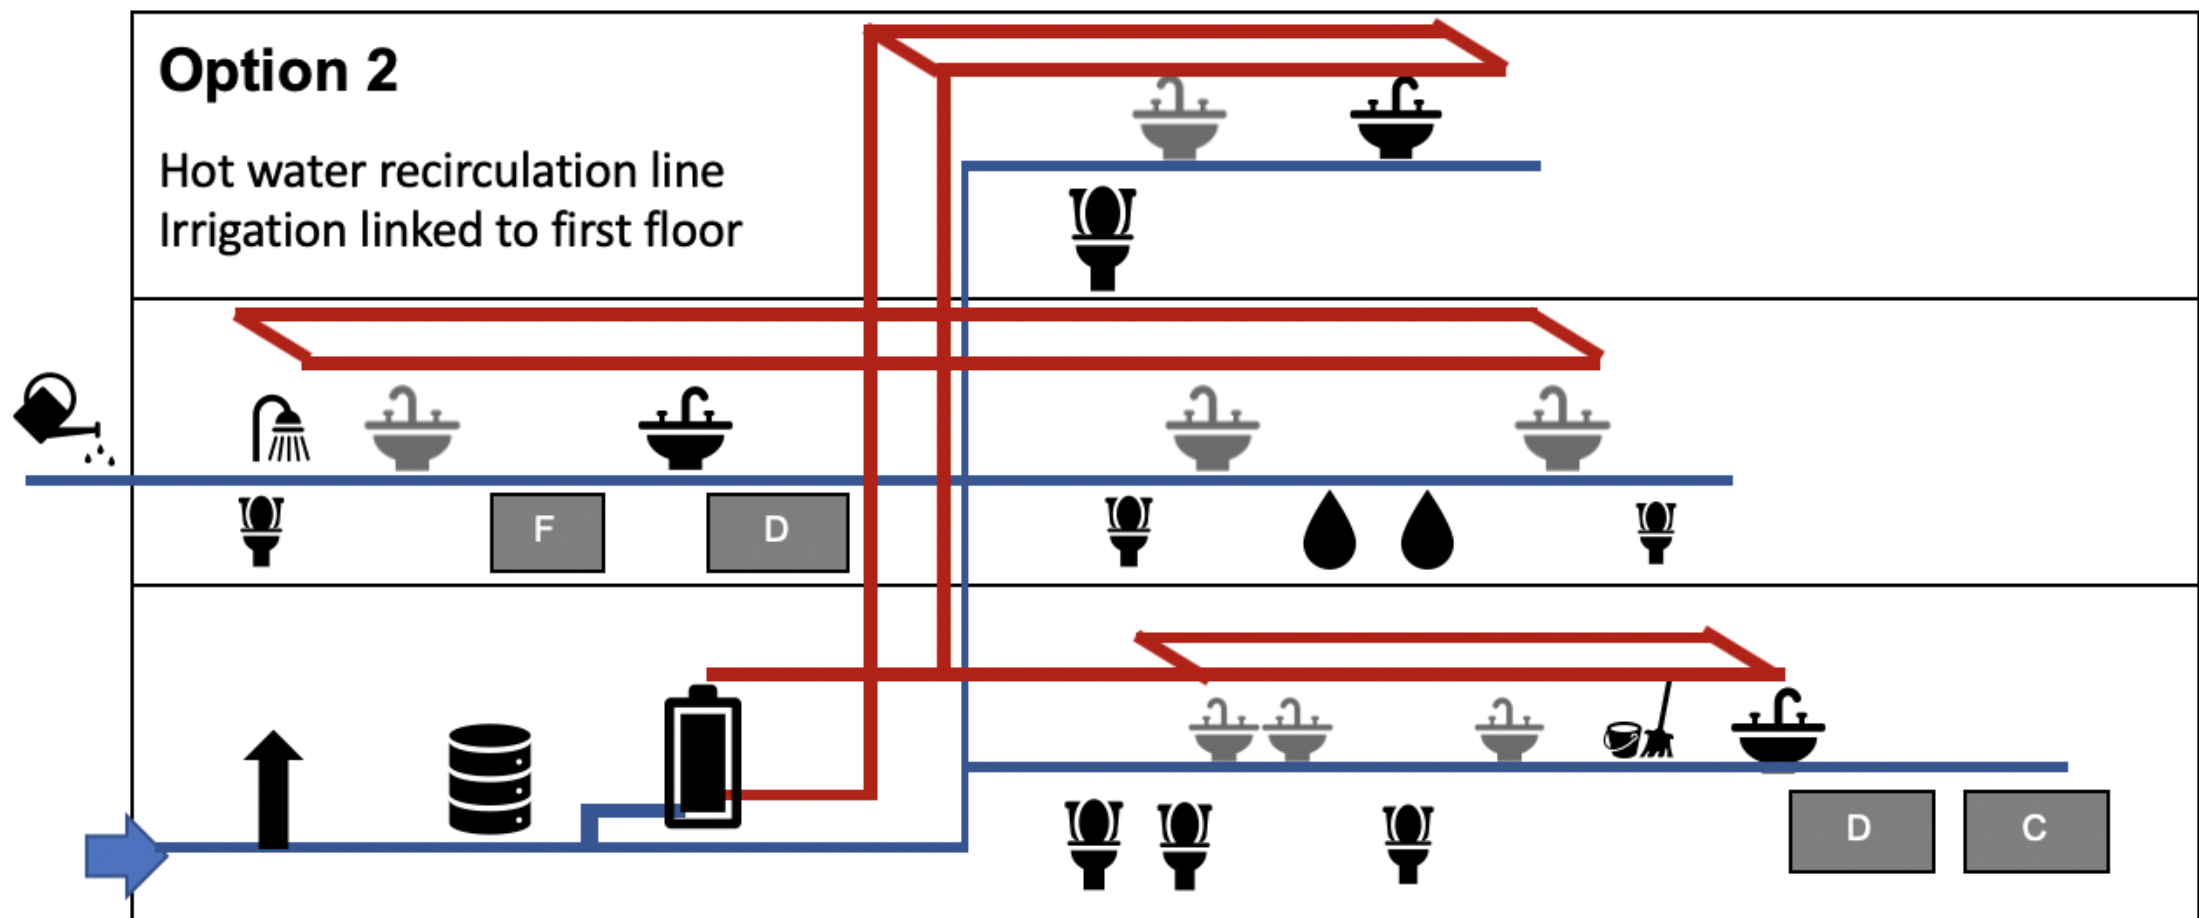 Option 2
Hot water recirculation line
Irrigation linked to first floor
F
D
D
C